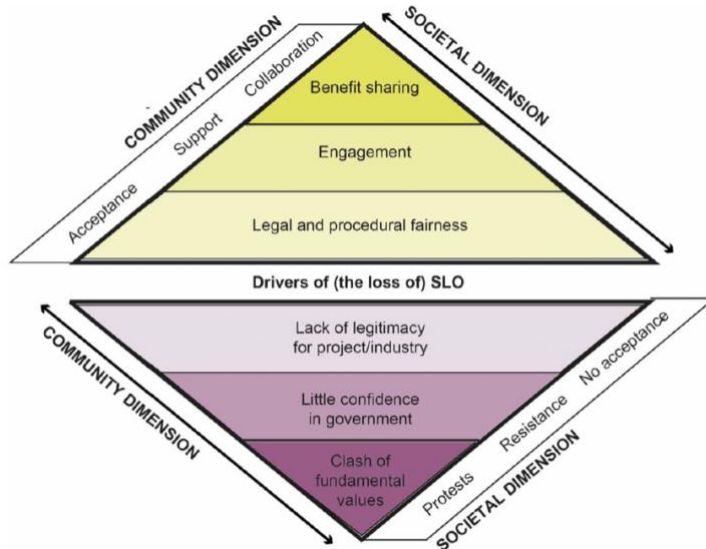 COMMUNITY DIMENSION
SOCIETAL DIMENSION
Collaboration
Support
Acceptance
Benefit sharing
Engagement
Legal and procedural fairness
Drivers of (the loss of) SLO
Lack of legitimacy
for project/industry
Little confidence
in government
Clash of
fundamental
values
COMMUNITY DIMENSION
No acceptance
Resistance
Protests
SOCIETAL DIMENSION